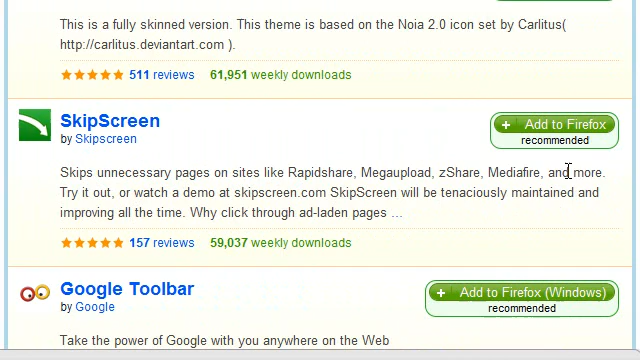 This is a fully skinned version. This theme is based on the Noia 2.0 icon set by Carlitus(
http://carlitus.deviantart.com ).
511 reviews 61,951 weekly downloads
SkipScreen
by Skipscreen
+ Add to Firefox
recommended
Skips unnecessary pages on sites like Rapidshare, Megaupload, zShare, Mediafire, and more.
Try it out, or watch a demo at skipscreen.com SkipScreen will be tenaciously maintained and
improving all the time. Why click through ad-laden pages ...
157 reviews 59,037 weekly downloads
Google Toolbar
by Google
+ Add to Firefox (Windows)
recommended
Take the power of Google with you anywhere on the Web